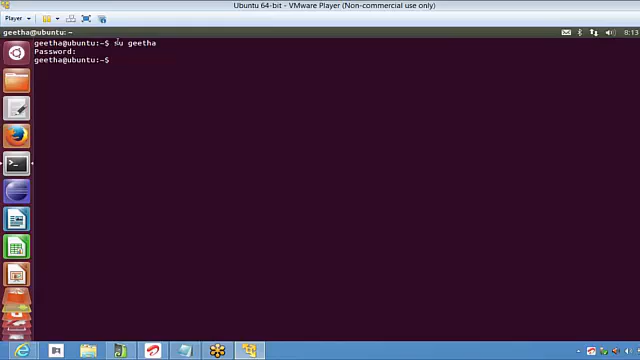 Ubuntu 64-bit - VMware Player (Non-commercial use only)
Player
geetha@ubuntu: ~
8:13
geetha@ubuntu:~$ su geetha
Password:
geetha@ubuntu:~$